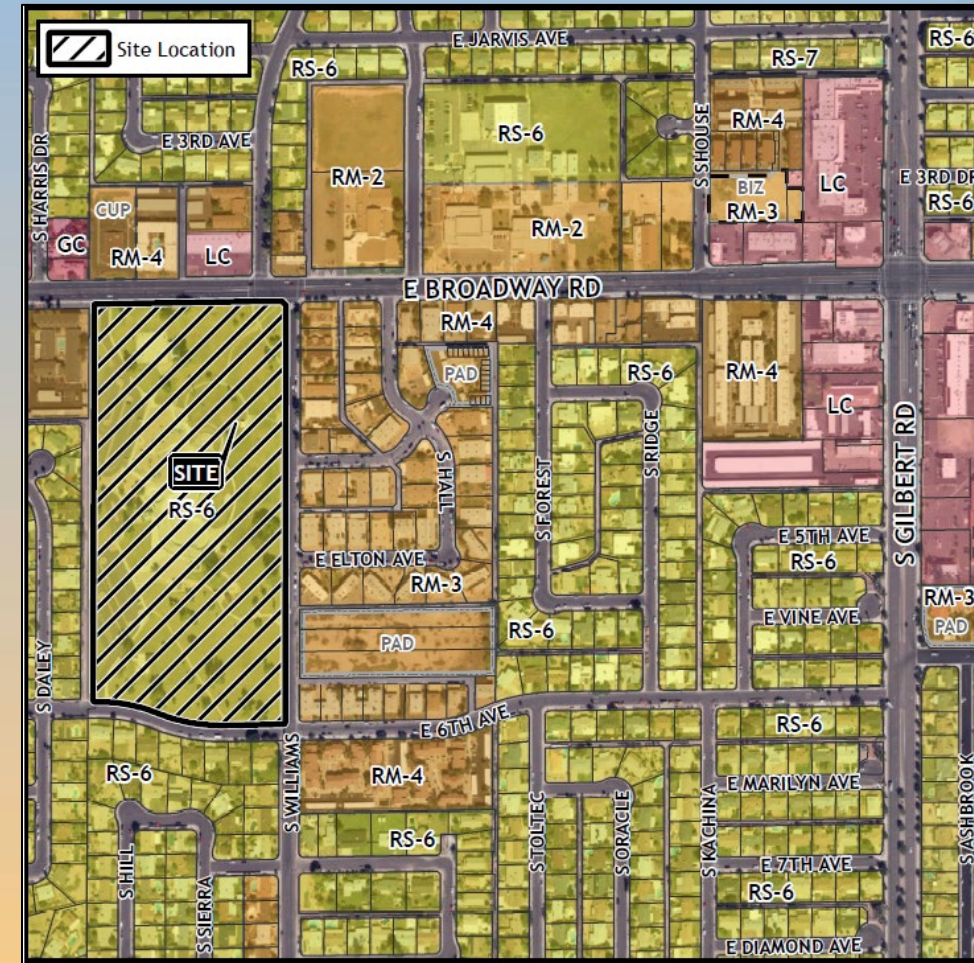 Site Location
E JARVIS AVE
RS-6
RS-7
RS-6
E 3RD AVE
RS-6
RM-4
S HARRIS DR
S SHOUSE
RM-2
LC
E 3RD DR
BIZ
RS-6
CUP
RM-3
GC
RM-4
LC
RM-2
E BROADWAY RD
RM-4
PAD
RS-6
RM-4
LC
SITE
RS-6
S HALL
S FOREST
S RIDGE
S GILBERT RD
E 5TH AVE
RS-6
E ELTON AVE
RM-3
E VINE AVE
RM-3
PAD
PAD
RS-6
S DALEY
E 6TH AVE
RS-6
RS-6
S WILLIAMS
RM-4
E MARILYN AVE
S TOLTEC
S ORACLE
S KACHINA
S ASHBROOK
RS-6
S HILL
S SIERRA
E 7TH AVE
RS-6
E DIAMOND AVE